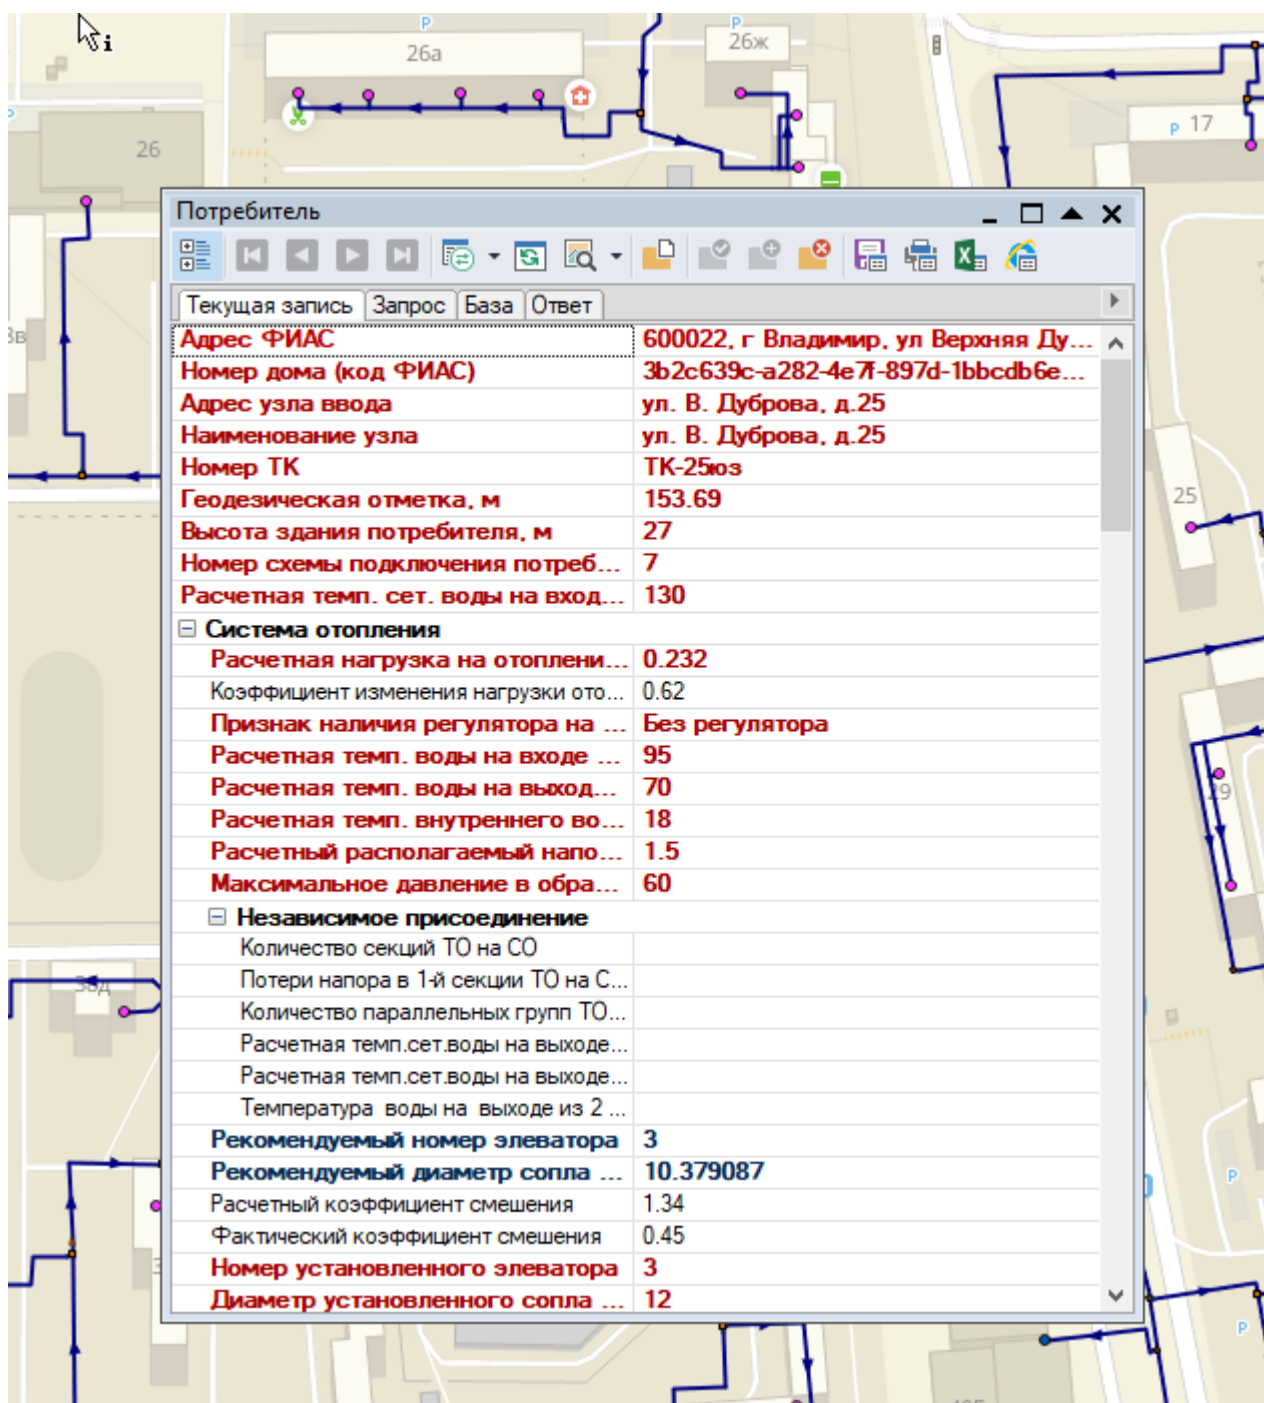 P
P
26а
26ж
P 17
26
P
Потребитель
Текущая запись Запрос База Ответ
Адрес ФИАС 600022, г Владимир, ул Верхняя Ду...
Номер дома (код ФИАС) 3b2c639c-a282-4e7f-897d-1bbcdb6e...
Адрес узла ввода ул. В. Дуброва, д.25
Наименование узла ул. В. Дуброва, д.25
Номер ТК ТК-25юз
Геодезическая отметка, м 153.69
25
Высота здания потребителя, м 27
Номер схемы подключения потреб... 7
Расчетная темп. сет. воды на вход... 130
Система отопления
Расчетная нагрузка на отоплени... 0.232
Коэффициент изменения нагрузки ото... 0.62
Признак наличия регулятора на ... Без регулятора
Расчетная темп. воды на входе ... 95
Расчетная темп. воды на выход... 70
29
Расчетная темп. внутреннего во... 18
Расчетный располагаемый напо... 1.5
Максимальное давление в обра... 60
Независимое присоединение
Количество секций ТО на СО
Потери напора в 1-й секции ТО на С...
38д
Количество параллельных групп ТО...
Расчетная темп.сет.воды на выходе...
Расчетная темп.сет.воды на выходе...
Температура воды на выходе из 2 ...
Рекомендуемый номер элеватора 3
Рекомендуемый диаметр сопла ... 10.379087
P
Расчетный коэффициент смешения 1.34
Фактический коэффициент смешения 0.45
Номер установленного элеватора 3
Диаметр установленного сопла ... 12
P